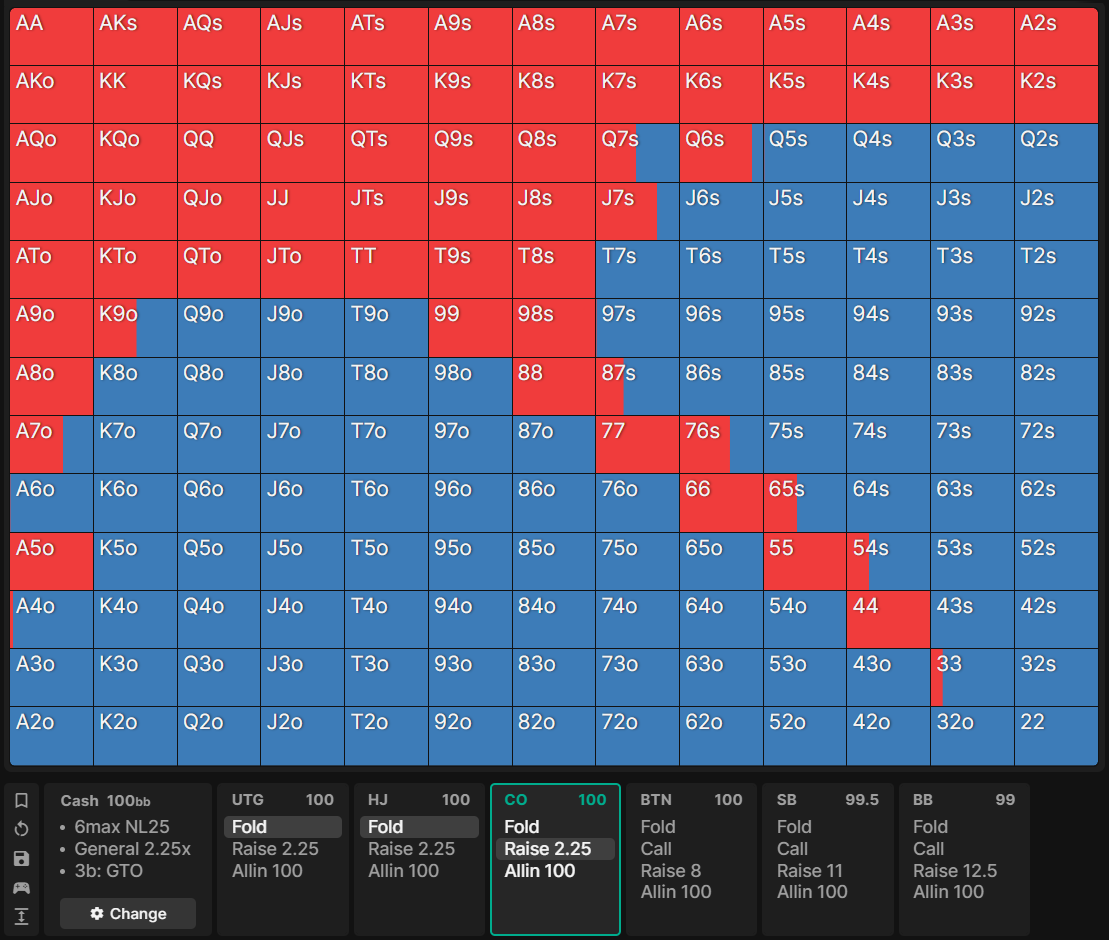 AA AKs AQs AJs ATs A9s A8s A7s A6s A5s A4s A3s A2s
AKo KK KQs KJs KTs K9s K8s K7s K6s K5s K4s K3s K2s
AQo KQo QQ QJs QTs Q9s Q8s Q7s Q6s Q5s Q4s Q3s Q2s
AJo KJo QJo JJ JTs J9s J8s J7s J6s J5s J4s J3s J2s
ATo KTo QTo JTo TT T9s T8s T7s T6s T5s T4s T3s T2s
A9o K9o Q9o J9o T9o 99 98s 97s 96s 95s 94s 93s 92s
A8o K8o Q8o J8o T8o 98o 88 87s 86s 85s 84s 83s 82s
A7o K7o Q7o J7o T7o 97o 87o 77 76s 75s 74s 73s 72s
A6o K6o Q6o J6o T6o 96o 86o 76o 66 65s 64s 63s 62s
A5o K5o Q5o J5o T5o 95o 85o 75o 65o 55 54s 53s 52s
A4o K4o Q4o J4o T4o 94o 84o 74o 64o 54o 44 43s 42s
A3o K3o Q3o J3o T3o 93o 83o 73o 63o 53o 43o 33 32s
A2o K2o Q2o J2o T2o 92o 82o 72o 62o 52o 42o 32o 22
Cash 100bb
• 6max NL25
• General 2.25x
• 3b: GTO
Change
UTG 100
Fold
Raise 2.25
Allin 100
HJ 100
Fold
Raise 2.25
Allin 100
CO 100
Fold
Raise 2.25
Allin 100
BTN 100
Fold
Call
Raise 8
Allin 100
SB 99.5
Fold
Call
Raise 11
Allin 100
BB 99
Fold
Call
Raise 12.5
Allin 100